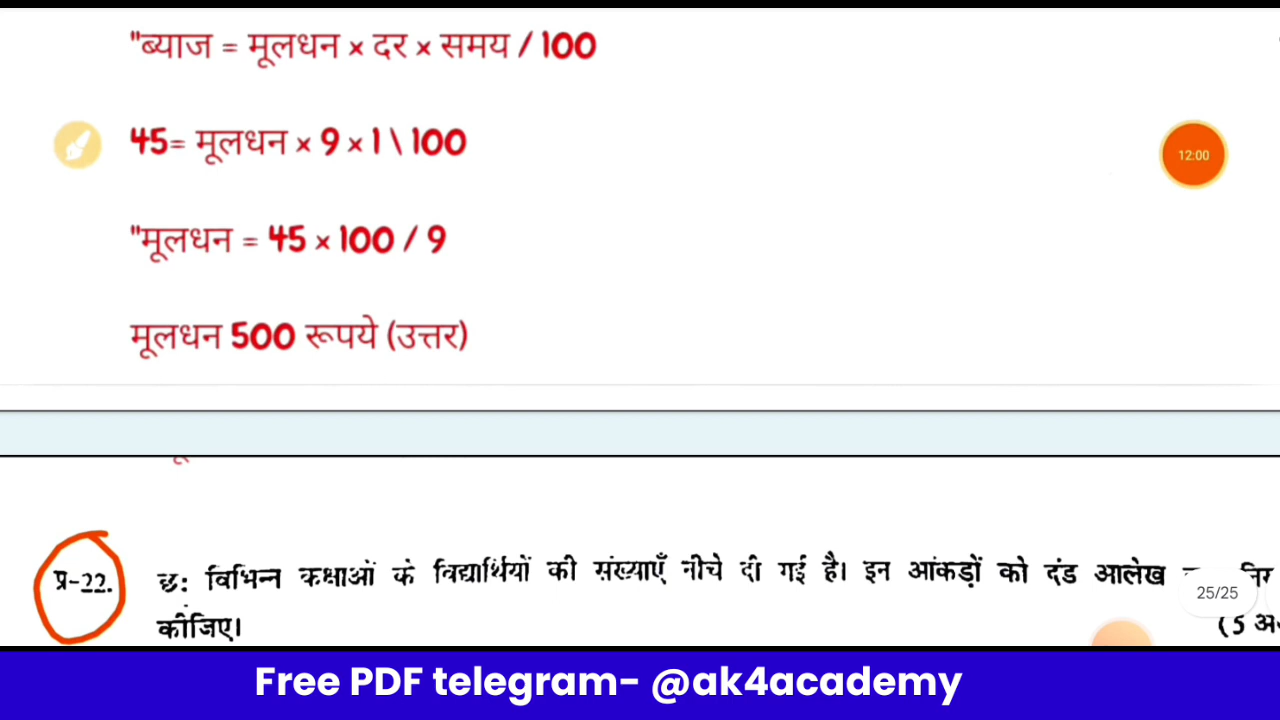 "ब्याज = मूलधन × दर × समय / 100
45= मूलधन × 9 × 1 \ 100
12:00
"मूलधन = 45 × 100 / 9
मूलधन 500 रूपये (उत्तर)
प्र-22. छः विभिन्न कक्षाओं के विद्यार्थियों की संख्याएँ नीचे दी गई है। इन आंकड़ों को दंड आलेख
25/25
कीजिए। (5
Free PDF telegram- @ak4academy